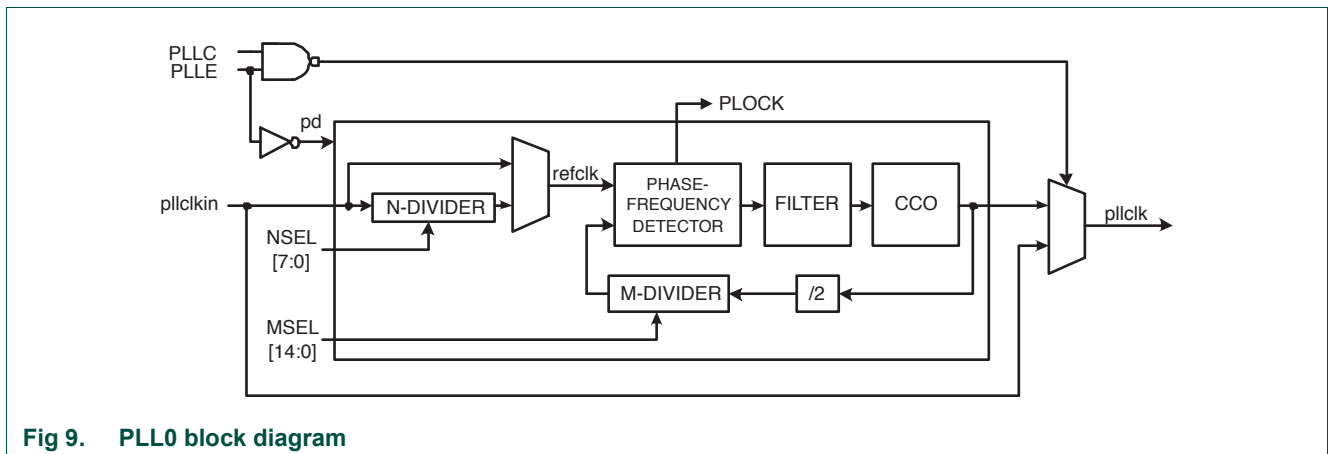 PLLC
PLLE
pd
PLOCK
refclk
pllclkin
N-DIVIDER
PHASE-
FREQUENCY
DETECTOR
FILTER
CCO
pllclk
NSEL
[7:0]
M-DIVIDER
/2
MSEL
[14:0]
Fig 9. PLL0 block diagram